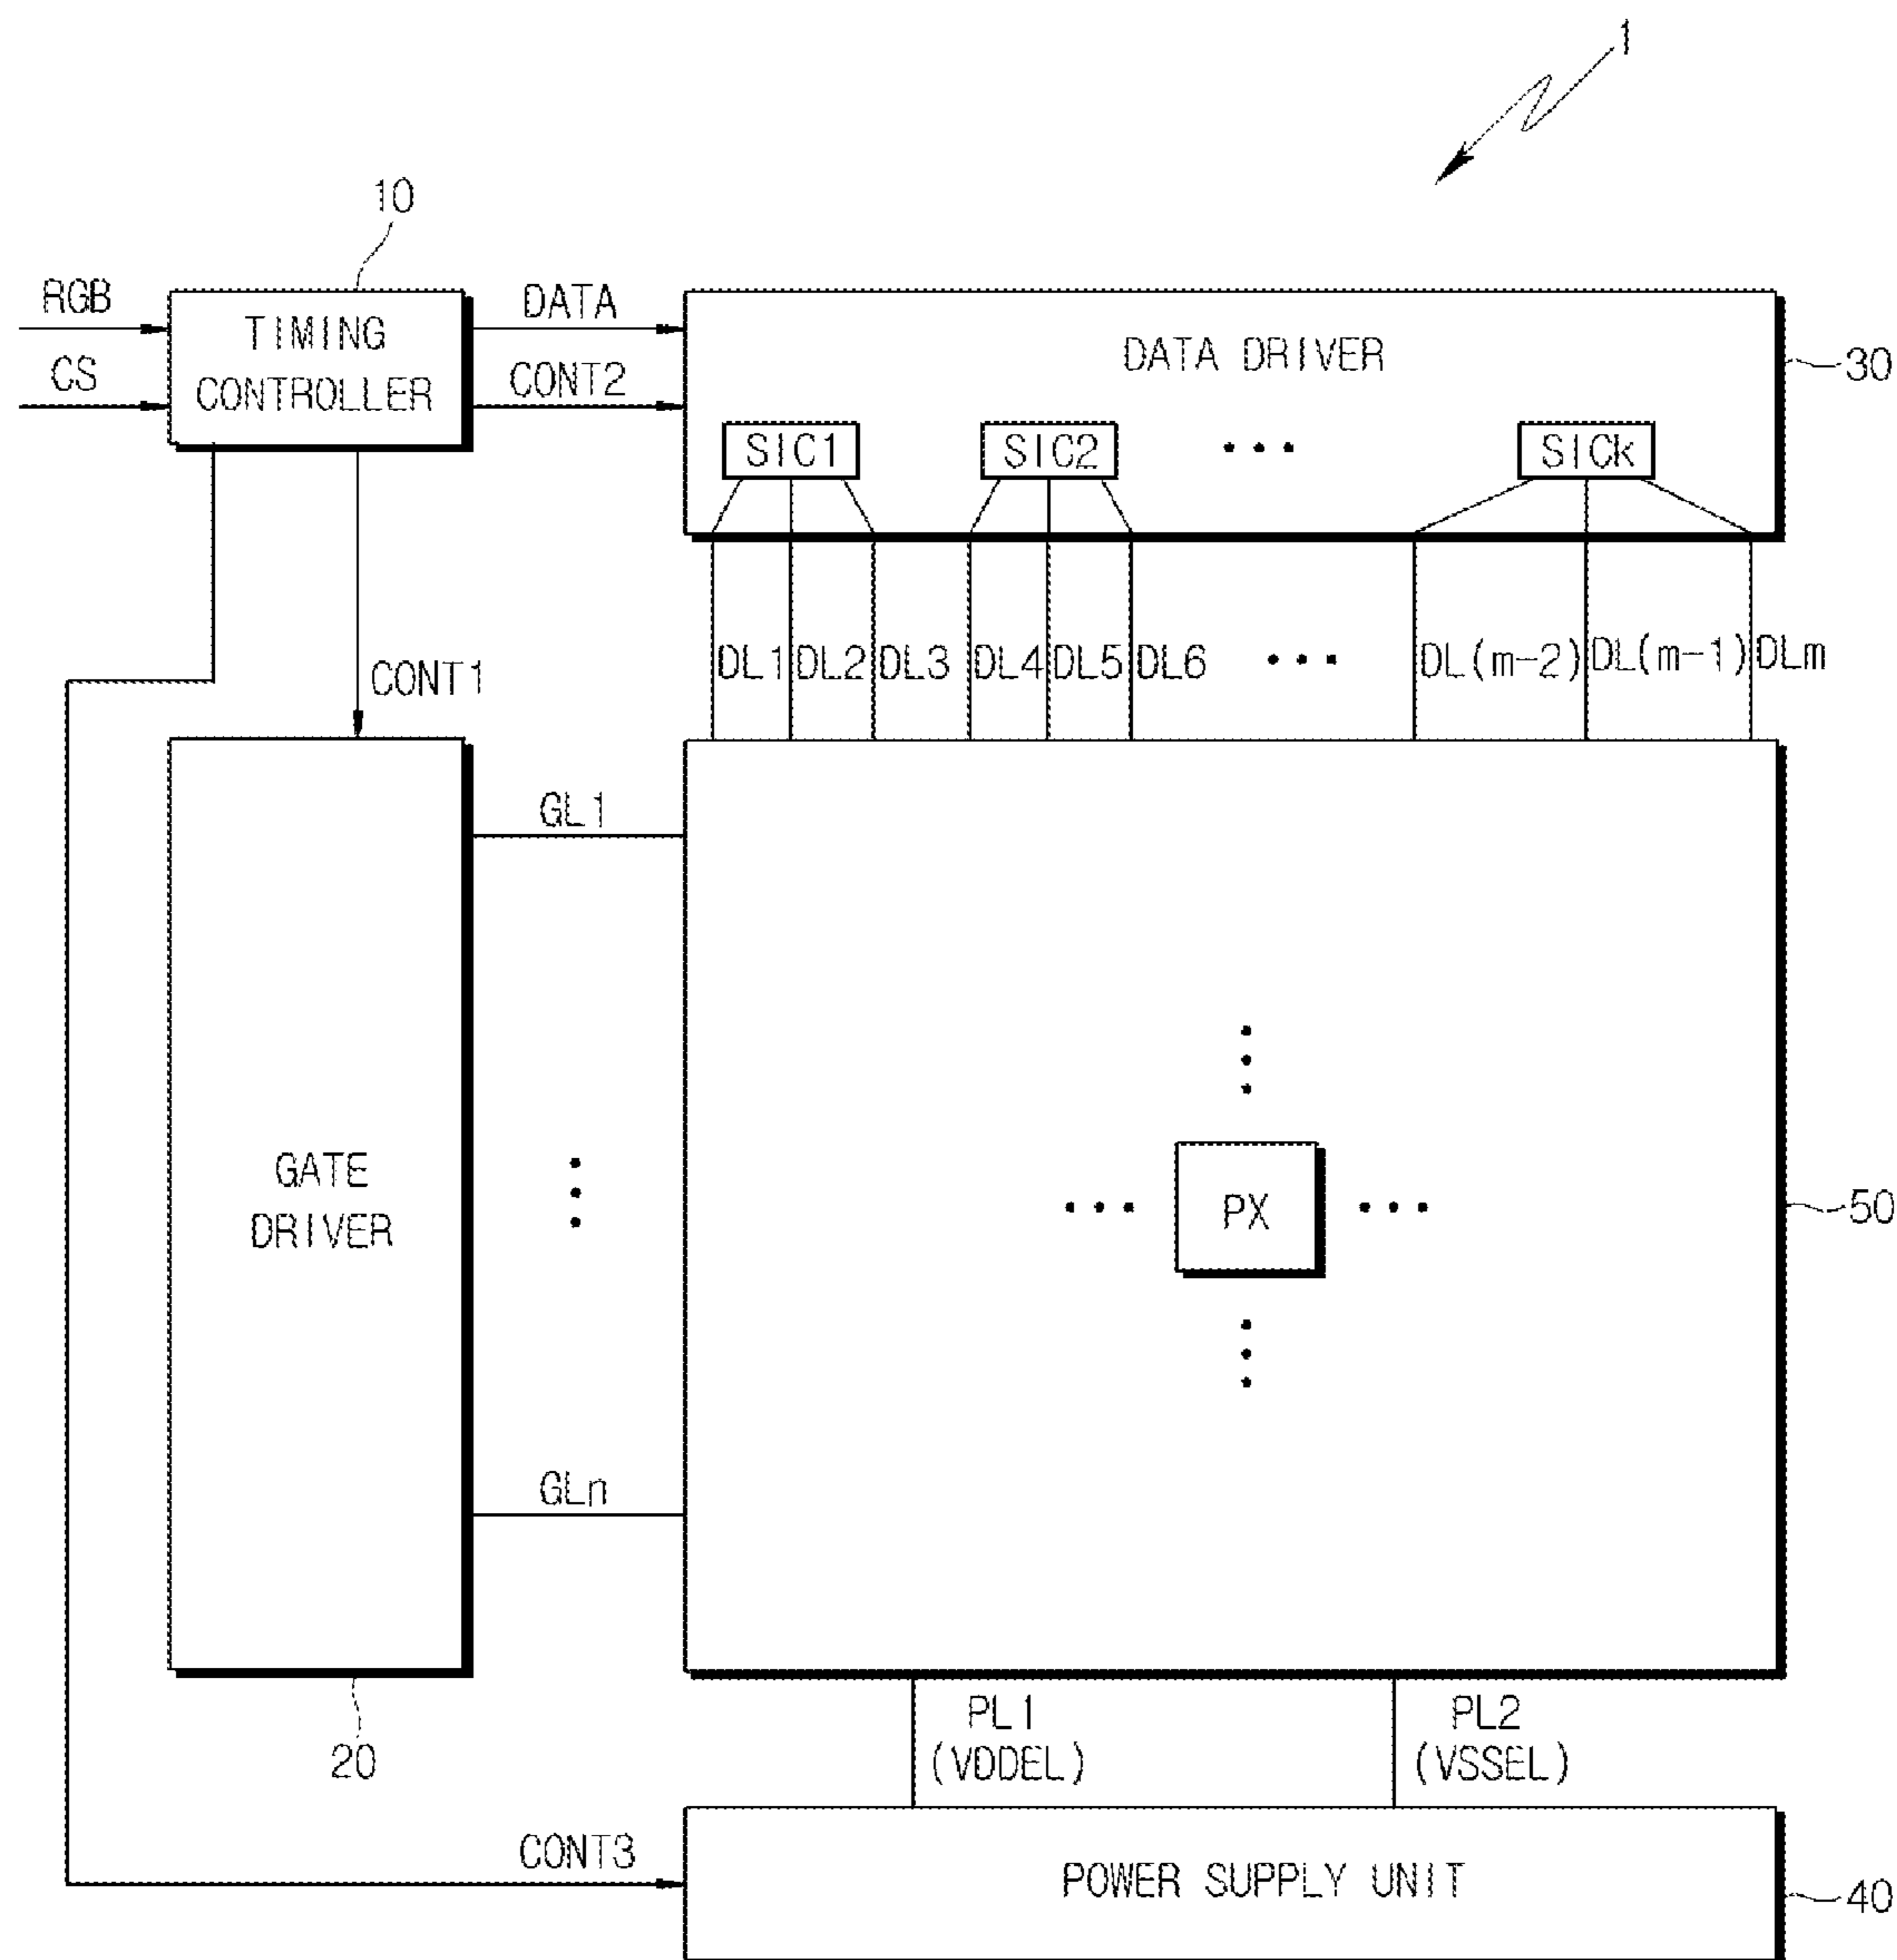 1
10
RGB
CS
TIMING
CONTROLLER
DATA
CONT2
DATA DRIVER
30
SIC1
SIC2
SICk
CONT1
DL1
DL2
DL3
DL4
DL5
DL6
DL(m-2)
DL(m-1)
DLm
GL1
GATE
DRIVER
PX
50
GLn
20
PL1
(VDDEL)
PL2
(VSSEL)
CONT3
POWER SUPPLY UNIT
40